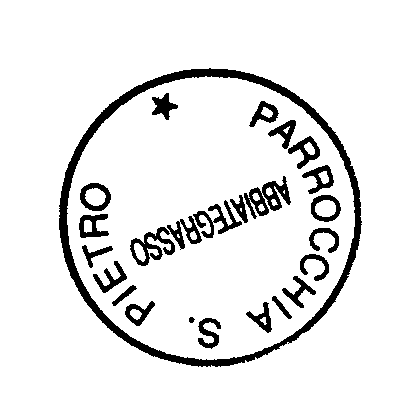 PARROCCHIA S. PIETRO
ABBIATEGRASSO